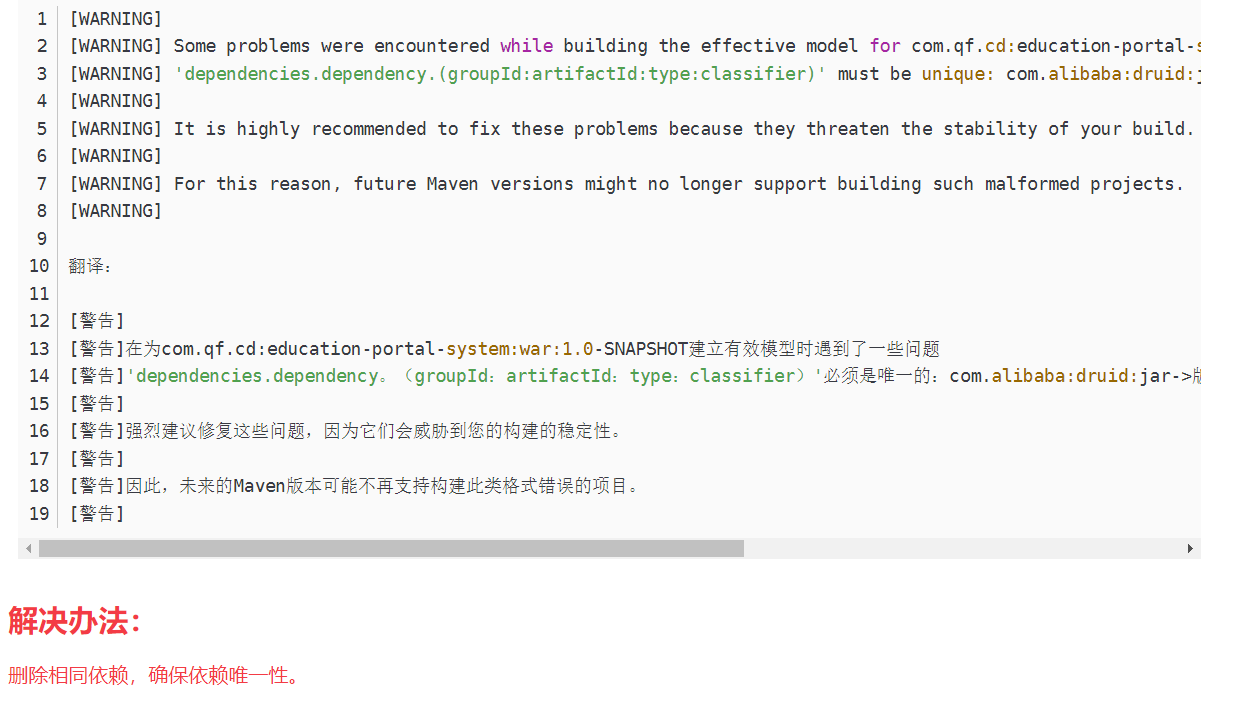 1 [WARNING]
2 [WARNING] Some problems were encountered while building the effective model for com.qf.cd:education-portal-
3 [WARNING] 'dependencies.dependency.(groupId:artifactId:type:classifier)' must be unique: com.alibaba:druid:
4 [WARNING]
5 [WARNING] It is highly recommended to fix these problems because they threaten the stability of your build.
6 [WARNING]
7 [WARNING] For this reason, future Maven versions might no longer support building such malformed projects.
8 [WARNING]
9
10 翻译：
11
12 [警告]
13 [警告]在为com.qf.cd:education-portal-system:war:1.0-SNAPSHOT建立有效模型时遇到了一些问题
14 [警告]'dependencies.dependency。（groupId：artifactId：type：classifier）'必须是唯一的：com.alibaba:druid:jar->
15 [警告]
16 [警告]强烈建议修复这些问题，因为它们会威胁到您的构建的稳定性。
17 [警告]
18 [警告]因此，未来的Maven版本可能不再支持构建此类格式错误的项目。
19 [警告]
解决办法：
删除相同依赖，确保依赖唯一性。